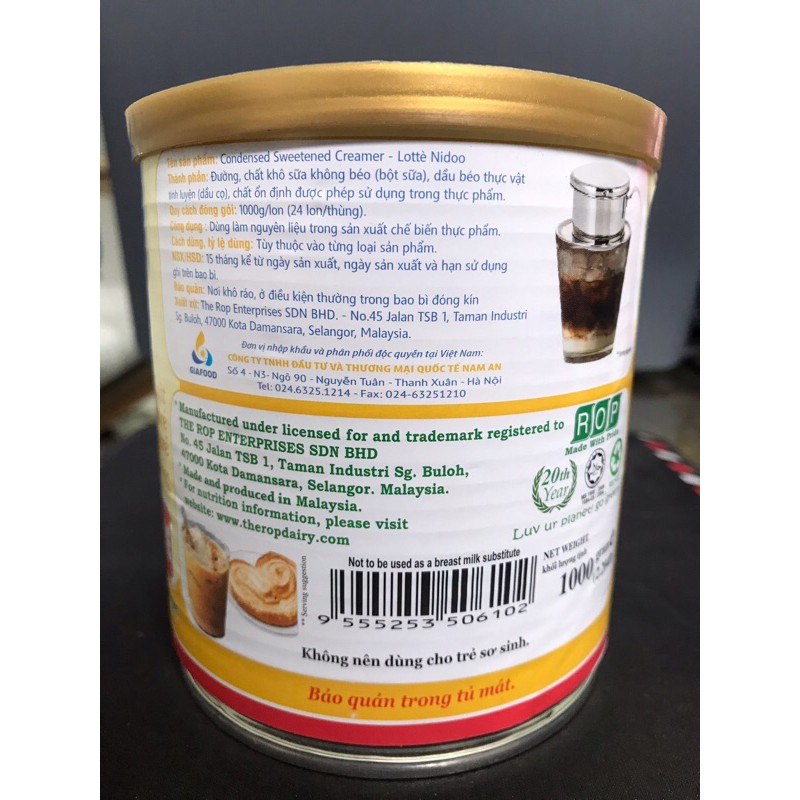 Tên sản phẩm: Condensed Sweetened Creamer - Lottè Nidoo
Thành phần: Đường, chất khô sữa không béo (bột sữa), dầu béo thực vật
tinh luyện (dầu cọ), chất ổn định được phép sử dụng trong thực phẩm.
Quy cách đóng gói: 1000g/lon (24 lon/thùng).
Công dụng : Dùng làm nguyên liệu trong sản xuất chế biến thực phẩm.
Cách dùng, tỷ lệ dùng: Tùy thuộc vào từng loại sản phẩm.
NSX/HSD: 15 tháng kể từ ngày sản xuất, ngày sản xuất và hạn sử dụng
ghi trên bao bì.
Bảo quản: Nơi khô ráo, ở điều kiện thường trong bao bì đóng kín
Xuất xứ: The Rop Enterprises SDN BHD. - No.45 Jalan TSB 1, Taman Industri
Sg. Buloh, 47000 Kota Damansara, Selangor, Malaysia.
GIAFOOD
Đơn vị nhập khẩu và phân phối độc quyền tại Việt Nam:
CÔNG TY TNHH ĐẦU TƯ VÀ THƯƠNG MẠI QUỐC TẾ NAM AN
Số 4 - N3- Ngõ 90 - Nguyễn Tuân - Thanh Xuân - Hà Nội
Tel: 024.6325.1214 - Fax: 024-63251210
* Manufactured under licensed for and trademark registered to
THE ROP ENTERPRISES SDN BHD
No. 45 Jalan TSB 1, Taman Industri Sg. Buloh,
47000 Kota Damansara, Selangor. Malaysia.
* Made and produced in Malaysia.
* For nutrition information, please visit
website: www.theropdairy.com
ROP
Made With Pride
20th
Year
Luv ur planet go
** Serving suggestion
Not to be used as a breast milk substitute
9 555253 506102
NET WEIGHT
khối lượng tịnh
1000
Không nên dùng cho trẻ sơ sinh.
Bảo quản trong tủ mát.